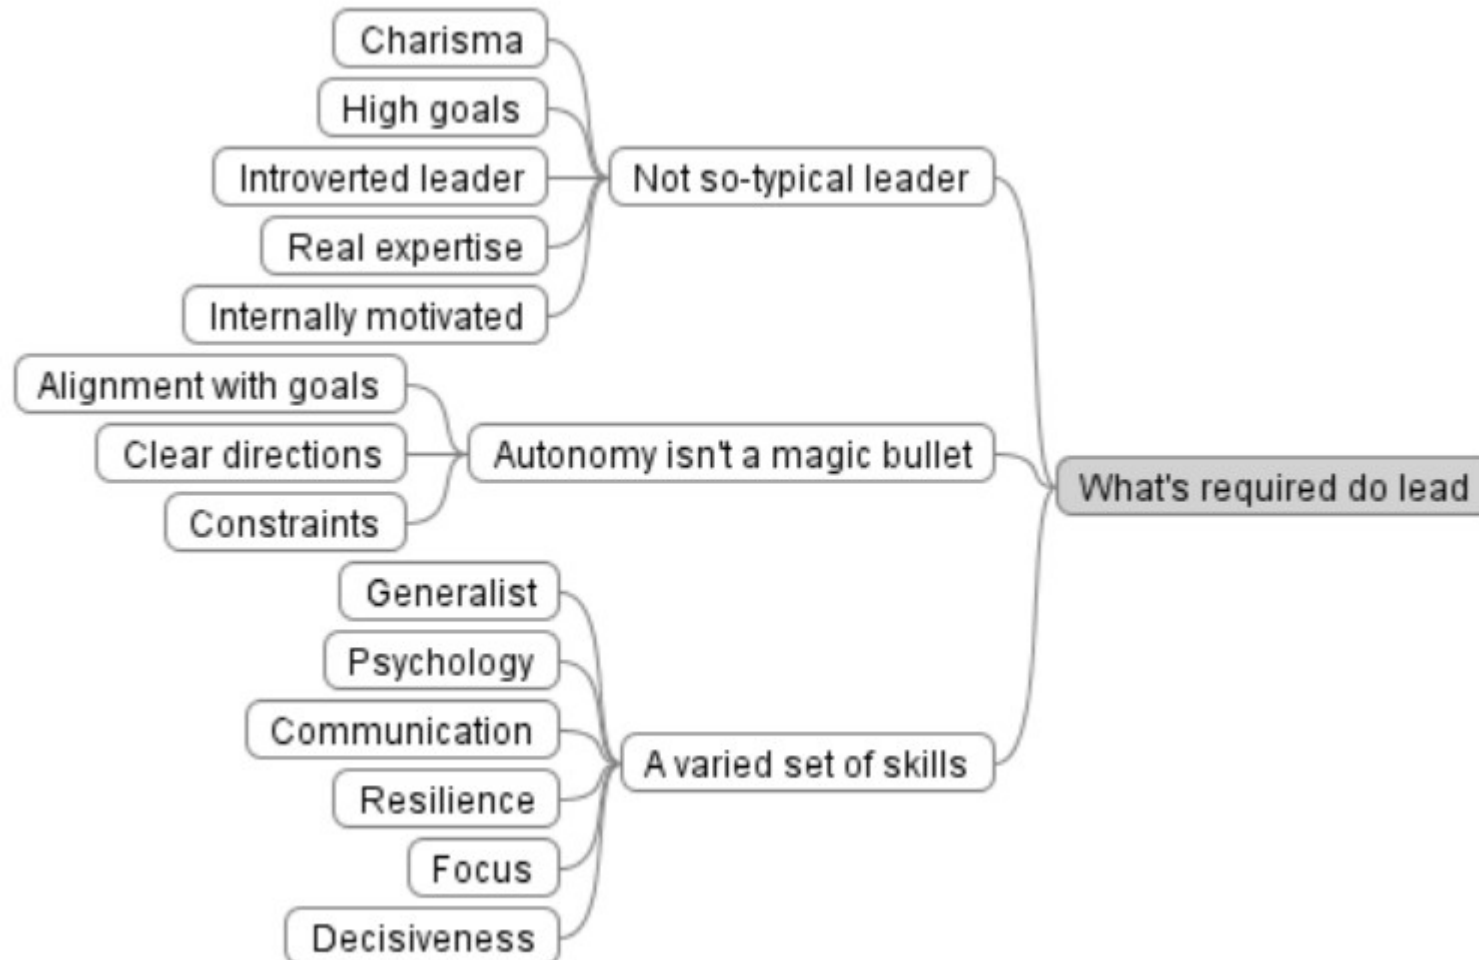 Charisma
High goals
Introverted leader
Real expertise
Internally motivated
Not so-typical leader
Alignment with goals
Clear directions
Constraints
Autonomy isn't a magic bullet
What's required do lead
Generalist
Psychology
Communication
Resilience
Focus
Decisiveness
A varied set of skills